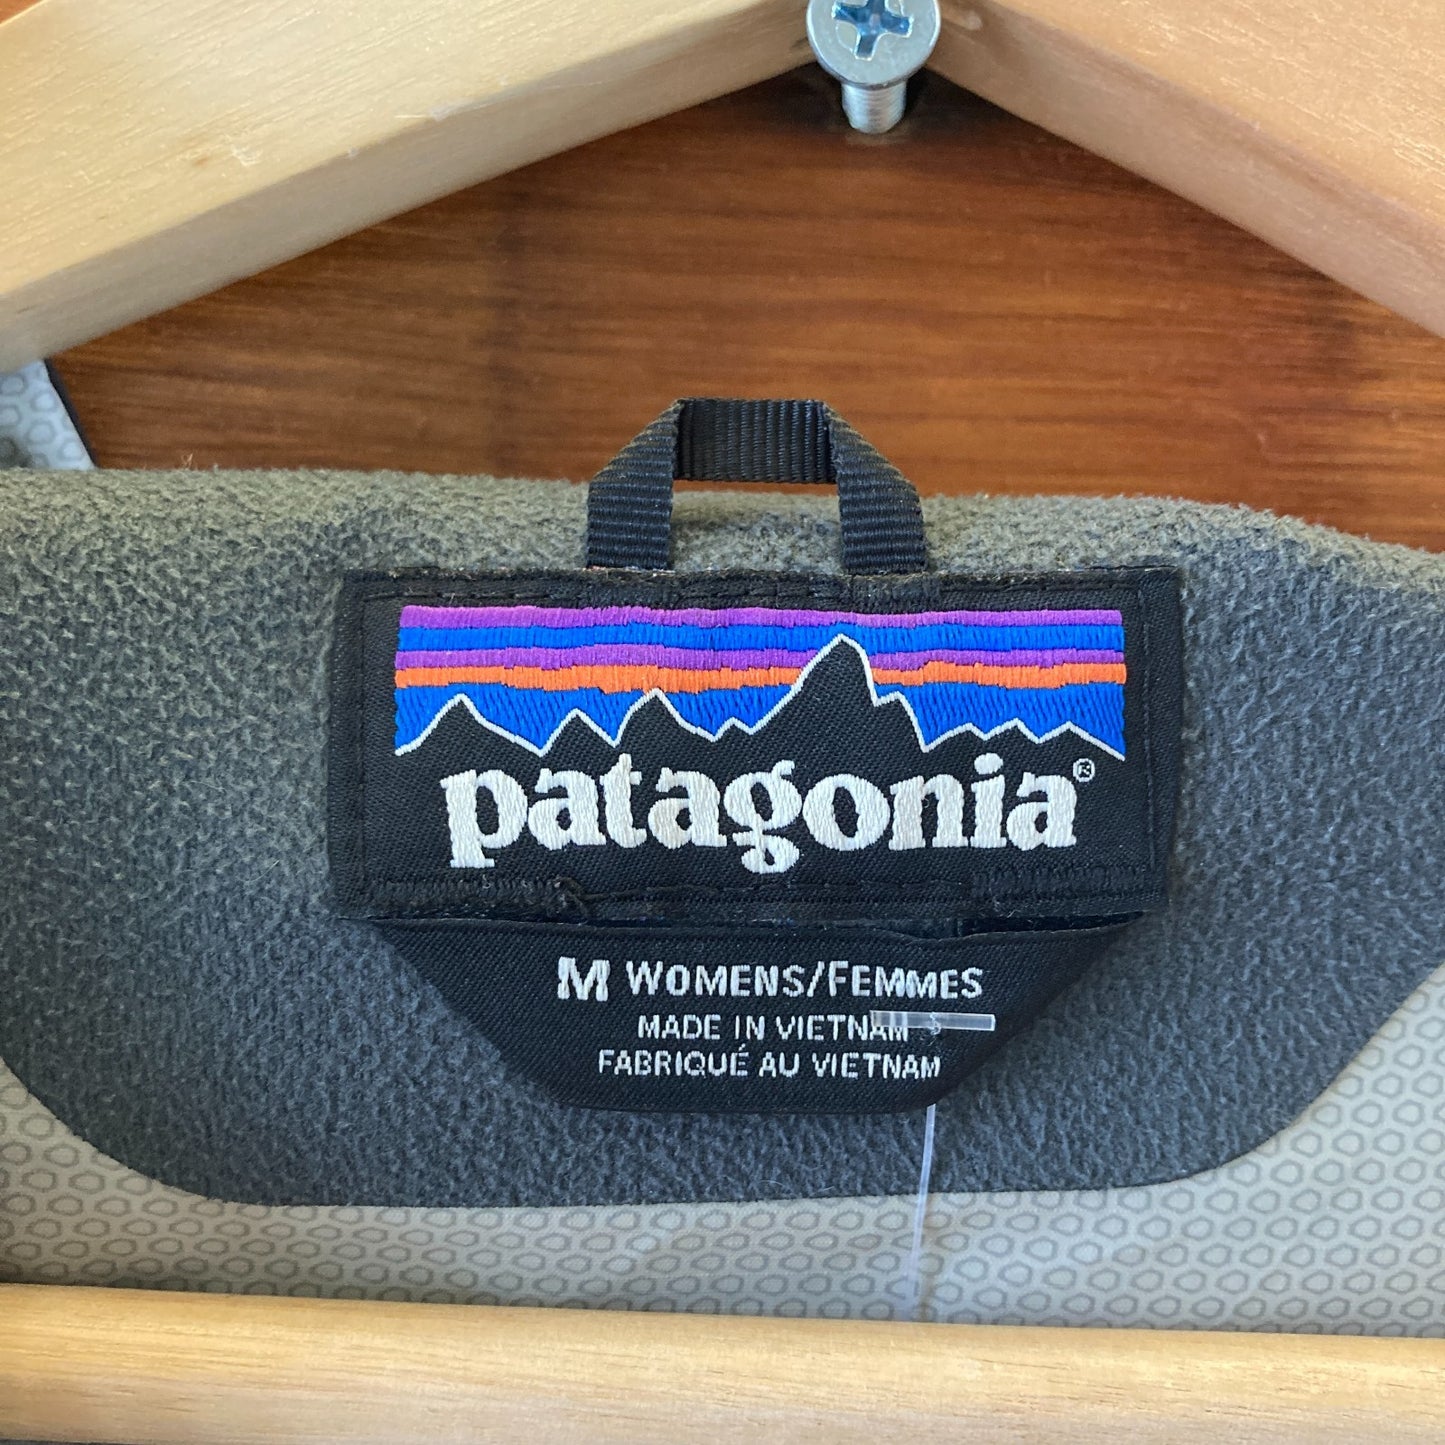 patagonia®
M WOMENS/FEMMES
MADE IN VIETNAM
FABRIQUÉ AU VIETNAM